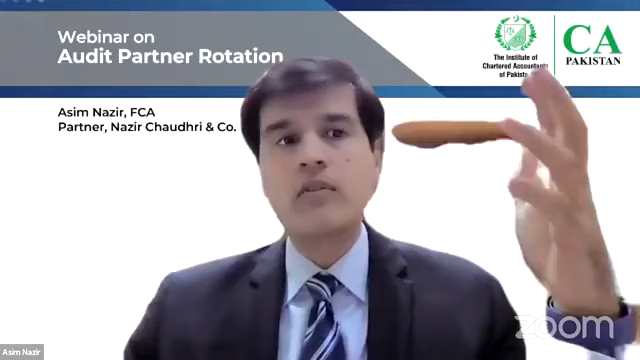 Webinar on
Audit Partner Rotation
The Institute of
Chartered Accountants
of Pakistan
CA
PAKISTAN
Asim Nazir, FCA
Partner, Nazir Chaudhri & Co.
zoom
Asim Nazir